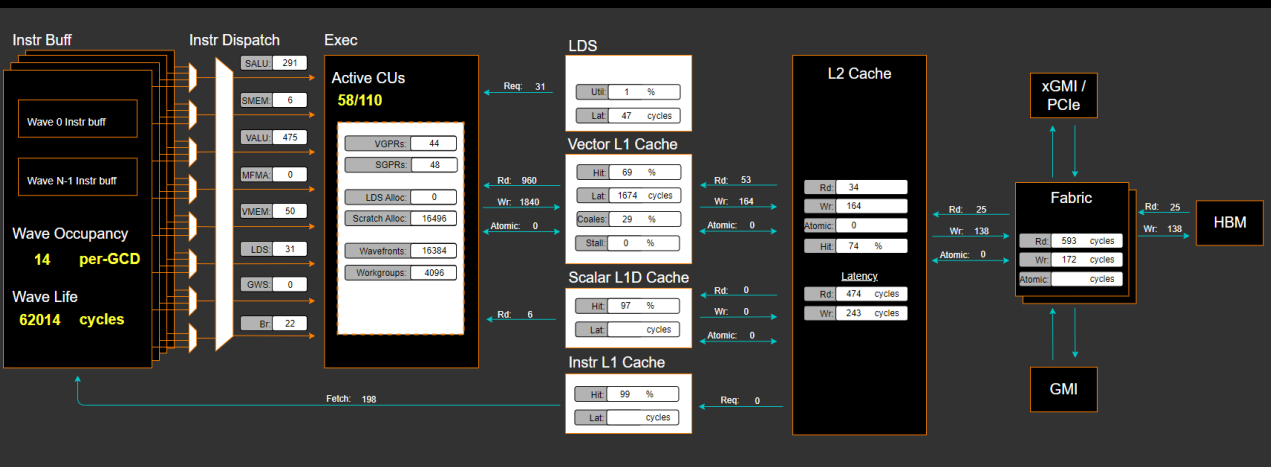 Instr Buff
Wave 0 Instr buff
Wave N-1 Instr buff
Wave Occupancy
14 per-GCD
Wave Life
62014 cycles
Instr Dispatch
SALU: 291
SMEM: 6
VALU: 475
MFMA: 0
VMEM: 50
LDS: 31
GWS: 0
Br: 22
Exec
Active CUs
58/110
VGPRs: 44
SGPRs: 48
LDS Alloc: 0
Scratch Alloc: 16496
Wavefronts: 16384
Workgroups: 4096
Req: 31
Rd: 960
Wr: 1840
Atomic: 0
Rd: 6
Fetch: 198
LDS
Util: 1 %
Lat: 47 cycles
Vector L1 Cache
Hit: 69 %
Lat: 1674 cycles
Coales: 29 %
Stall: 0 %
Scalar L1D Cache
Hit: 97 %
Lat: cycles
Instr L1 Cache
Hit: 99 %
Lat: cycles
Rd: 53
Wr: 164
Atomic: 0
Rd: 0
Wr: 0
Atomic: 0
Req: 0
L2 Cache
Rd: 34
Wr: 164
Atomic: 0
Hit: 74 %
Latency
Rd: 474 cycles
Wr: 243 cycles
Rd: 25
Wr: 138
Atomic: 0
xGMI /
PCIe
Fabric
Rd: 593 cycles
Wr: 172 cycles
Atomic: cycles
GMI
Rd: 25
Wr: 138
HBM